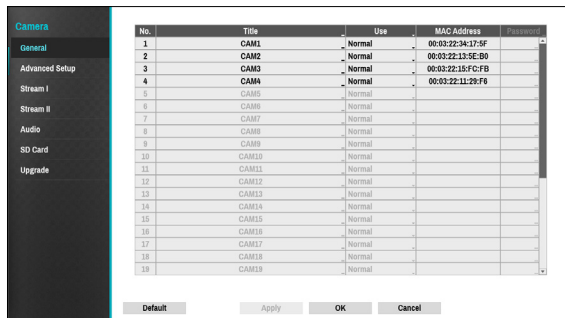 Camera
General
Advanced Setup
Stream I
Stream II
Audio
SD Card
Upgrade
No. Title Use MAC Address Password
1 CAM1 Normal 00:03:22:34:17:5F
2 CAM2 Normal 00:03:22:13:5E:B0
3 CAM3 Normal 00:03:22:15:FC:FB
4 CAM4 Normal 00:03:22:11:29:F6
5 CAM5 Normal
6 CAM6 Normal
7 CAM7 Normal
8 CAM8 Normal
9 CAM9 Normal
10 CAM10 Normal
11 CAM11 Normal
12 CAM12 Normal
13 CAM13 Normal
14 CAM14 Normal
15 CAM15 Normal
16 CAM16 Normal
17 CAM17 Normal
18 CAM18 Normal
19 CAM19 Normal
Default Apply OK Cancel